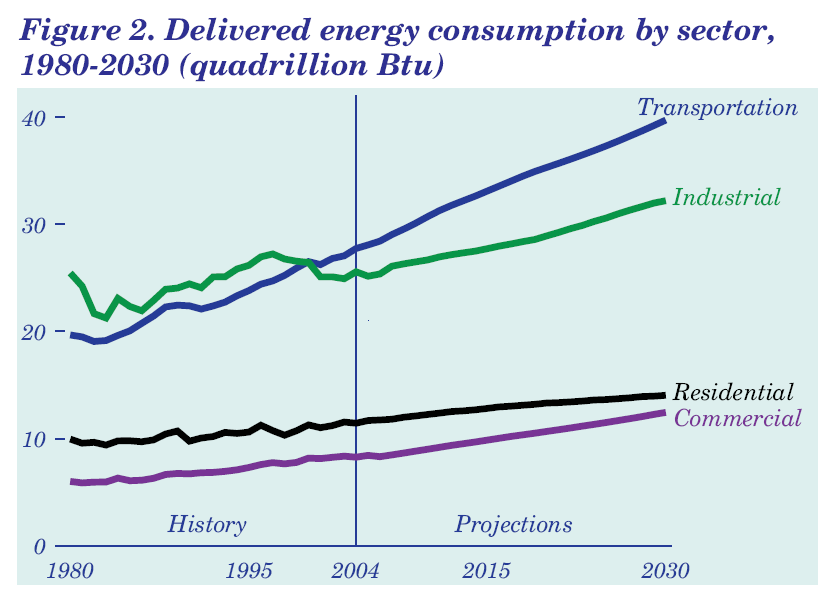 Figure 2. Delivered energy consumption by sector,
1980-2030 (quadrillion Btu)
Transportation
40
Industrial
30
20
Residential
Commercial
10
History
Projections
0
1980
1995
2004
2015
2030